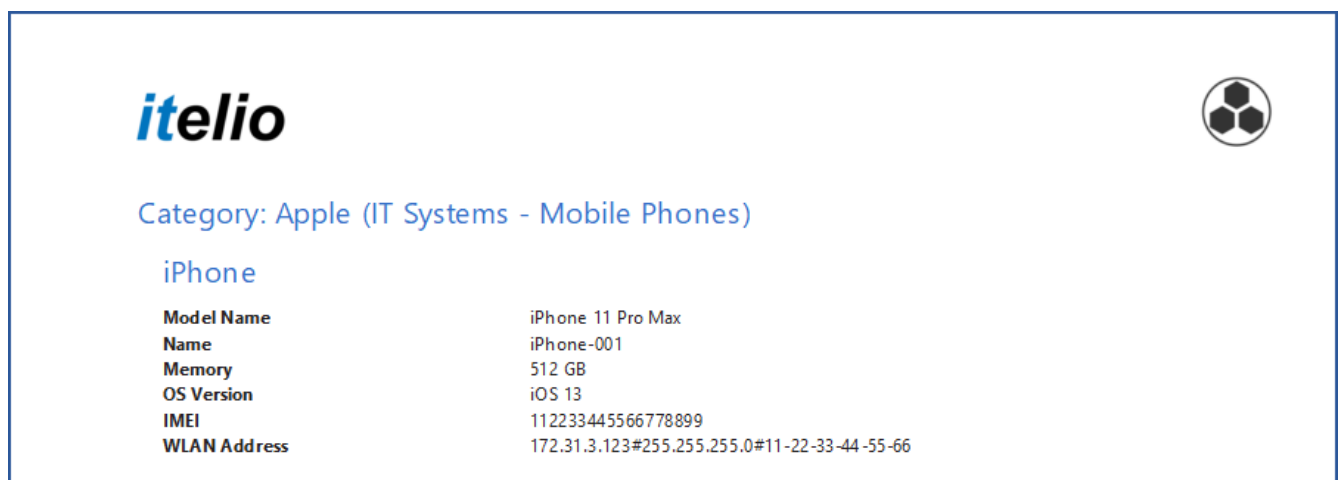 itelio
Category: Apple (IT Systems - Mobile Phones)
iPhone
Model Name iPhone 11 Pro Max
Name iPhone-001
Memory 512 GB
OS Version iOS 13
IMEI 112233445566778899
WLAN Address 172.31.3.123#255.255.255.0#11-22-33-44-55-66